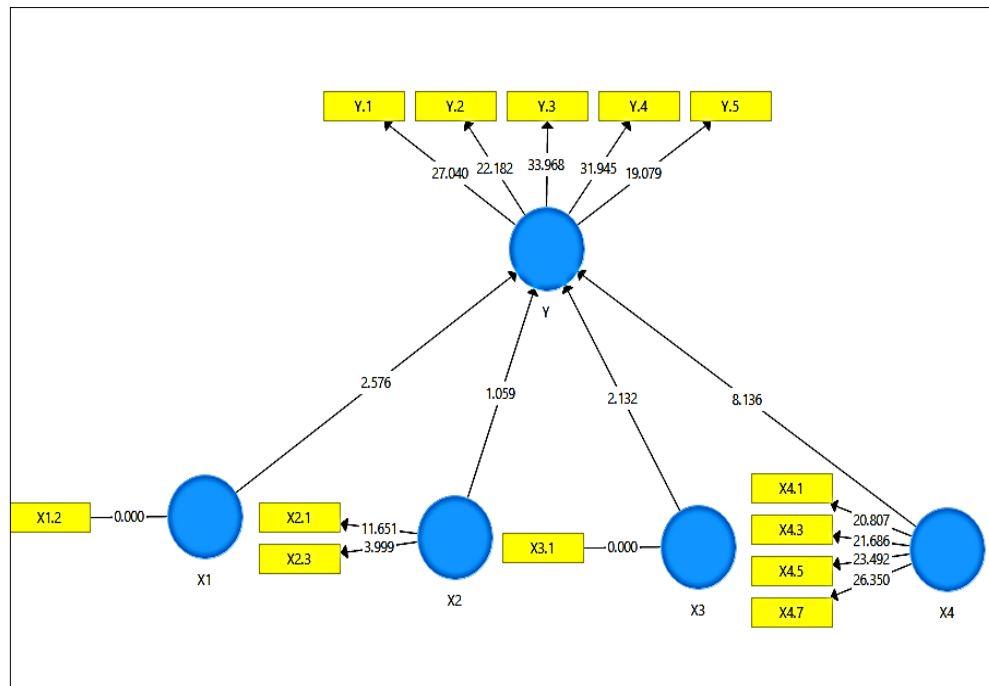 Y.1 Y.2 Y.3 Y.4 Y.5
27.040 22.182 33.968 31.945 19.079
Y
2.576 1.059 2.132 8.136
X1.2 0.000
X1
X2.1 11.651
X2.3 3.999
X2
X3.1 0.000
X3
X4.1 20.807
X4.3 21.686
X4.5 23.492
X4.7 26.350
X4